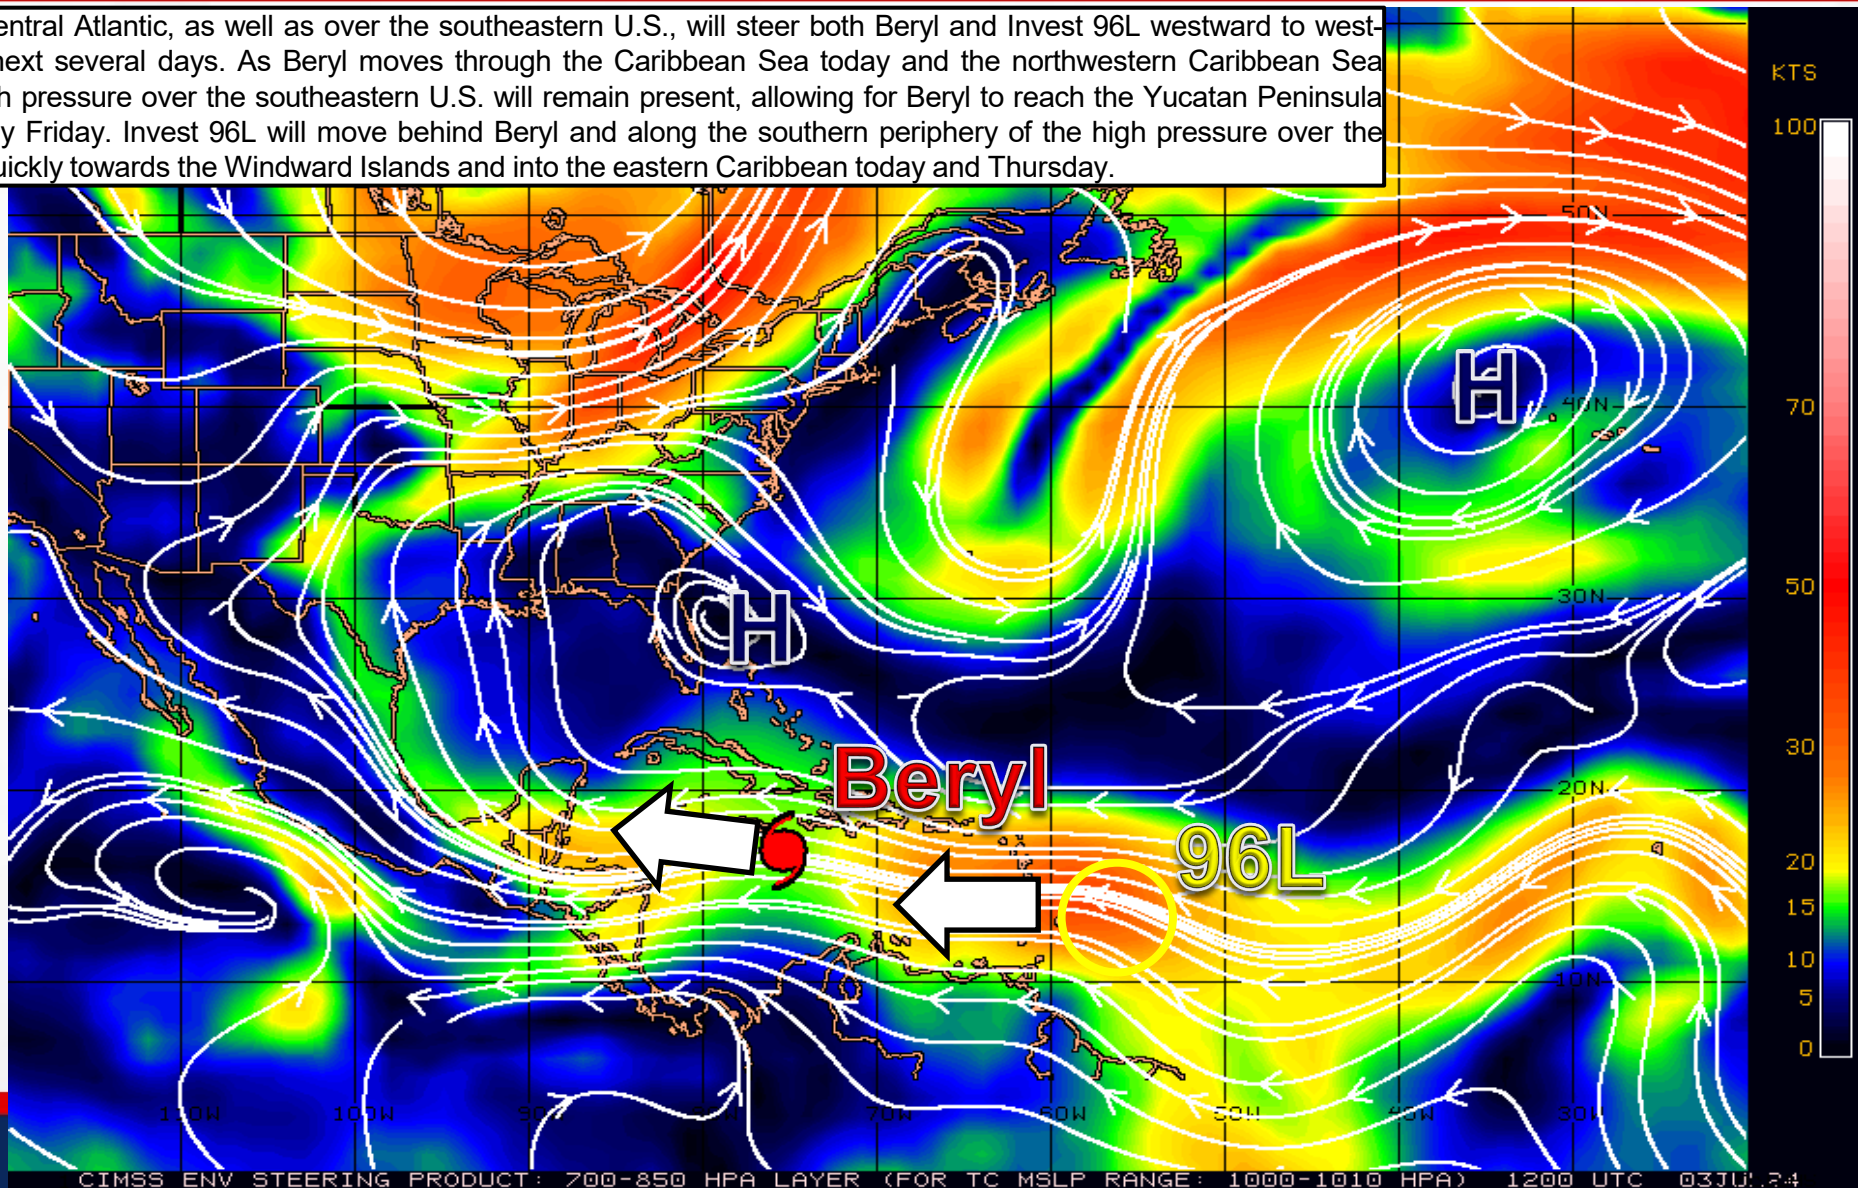 entral Atlantic, as well as over the southeastern U.S., will steer both Beryl and Invest 96L westward to west-
next several days. As Beryl moves through the Caribbean Sea today and the northwestern Caribbean Sea
h pressure over the southeastern U.S. will remain present, allowing for Beryl to reach the Yucatan Peninsula
y Friday. Invest 96L will move behind Beryl and along the southern periphery of the high pressure over the
uickly towards the Windward Islands and into the eastern Caribbean today and Thursday.
KTS
100
50N
H
40N
70
50
30N
H
30
Beryl
20N
96L
20
15
10
10N
5
0
110W 100W 90W 70W 60W 50W 40W 30W
CIMSS ENV STEERING PRODUCT: 700-850 HPA LAYER (FOR TC MSLP RANGE: 1000-1010 HPA) 1200 UTC